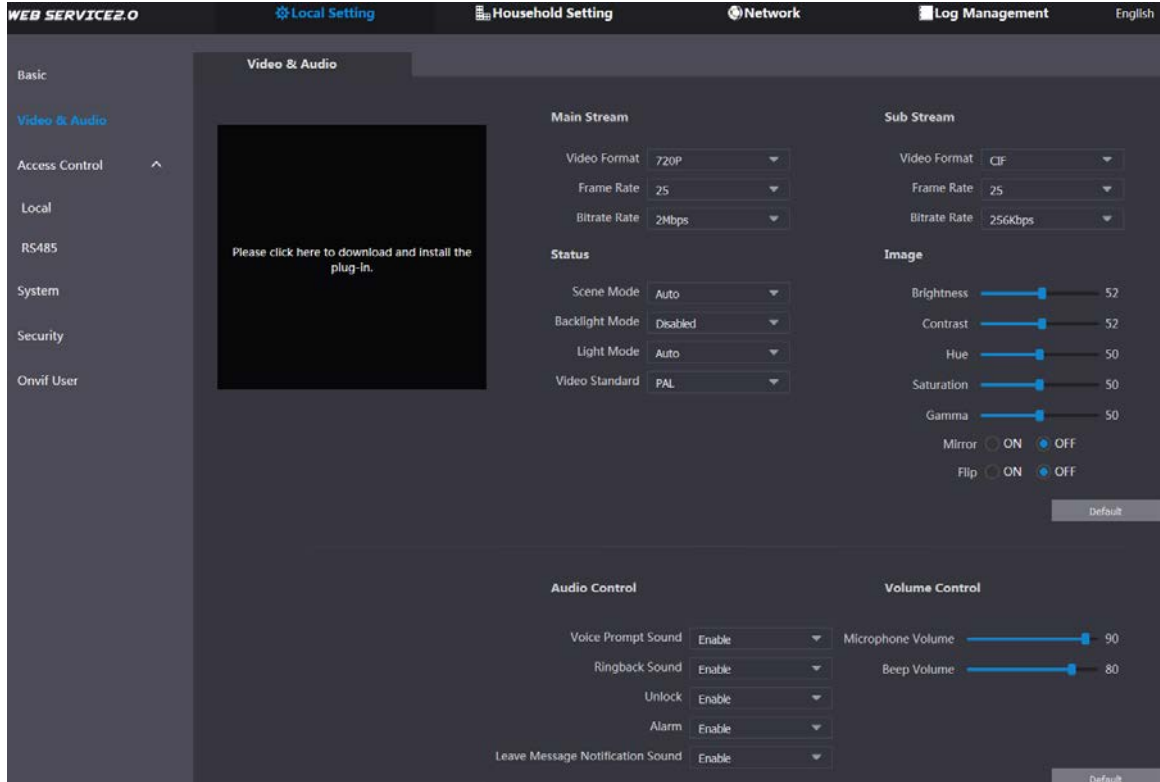 WEB SERVICE2.0
Local Setting
Household Setting
Network
Log Management
English
Basic
Video & Audio
Access Control
Local
RS485
System
Security
Onvif User
Video & Audio
Please click here to download and install the
plug-in.
Main Stream
Video Format 720P
Frame Rate 25
Bitrate Rate 2Mbps
Status
Scene Mode Auto
Backlight Mode Disabled
Light Mode Auto
Video Standard PAL
Sub Stream
Video Format CIF
Frame Rate 25
Bitrate Rate 256Kbps
Image
Brightness 52
Contrast 52
Hue 50
Saturation 50
Gamma 50
Mirror ON OFF
Flip ON OFF
Default
Audio Control
Voice Prompt Sound Enable
Ringback Sound Enable
Unlock Enable
Alarm Enable
Leave Message Notification Sound Enable
Volume Control
Microphone Volume 90
Beep Volume 80
Default